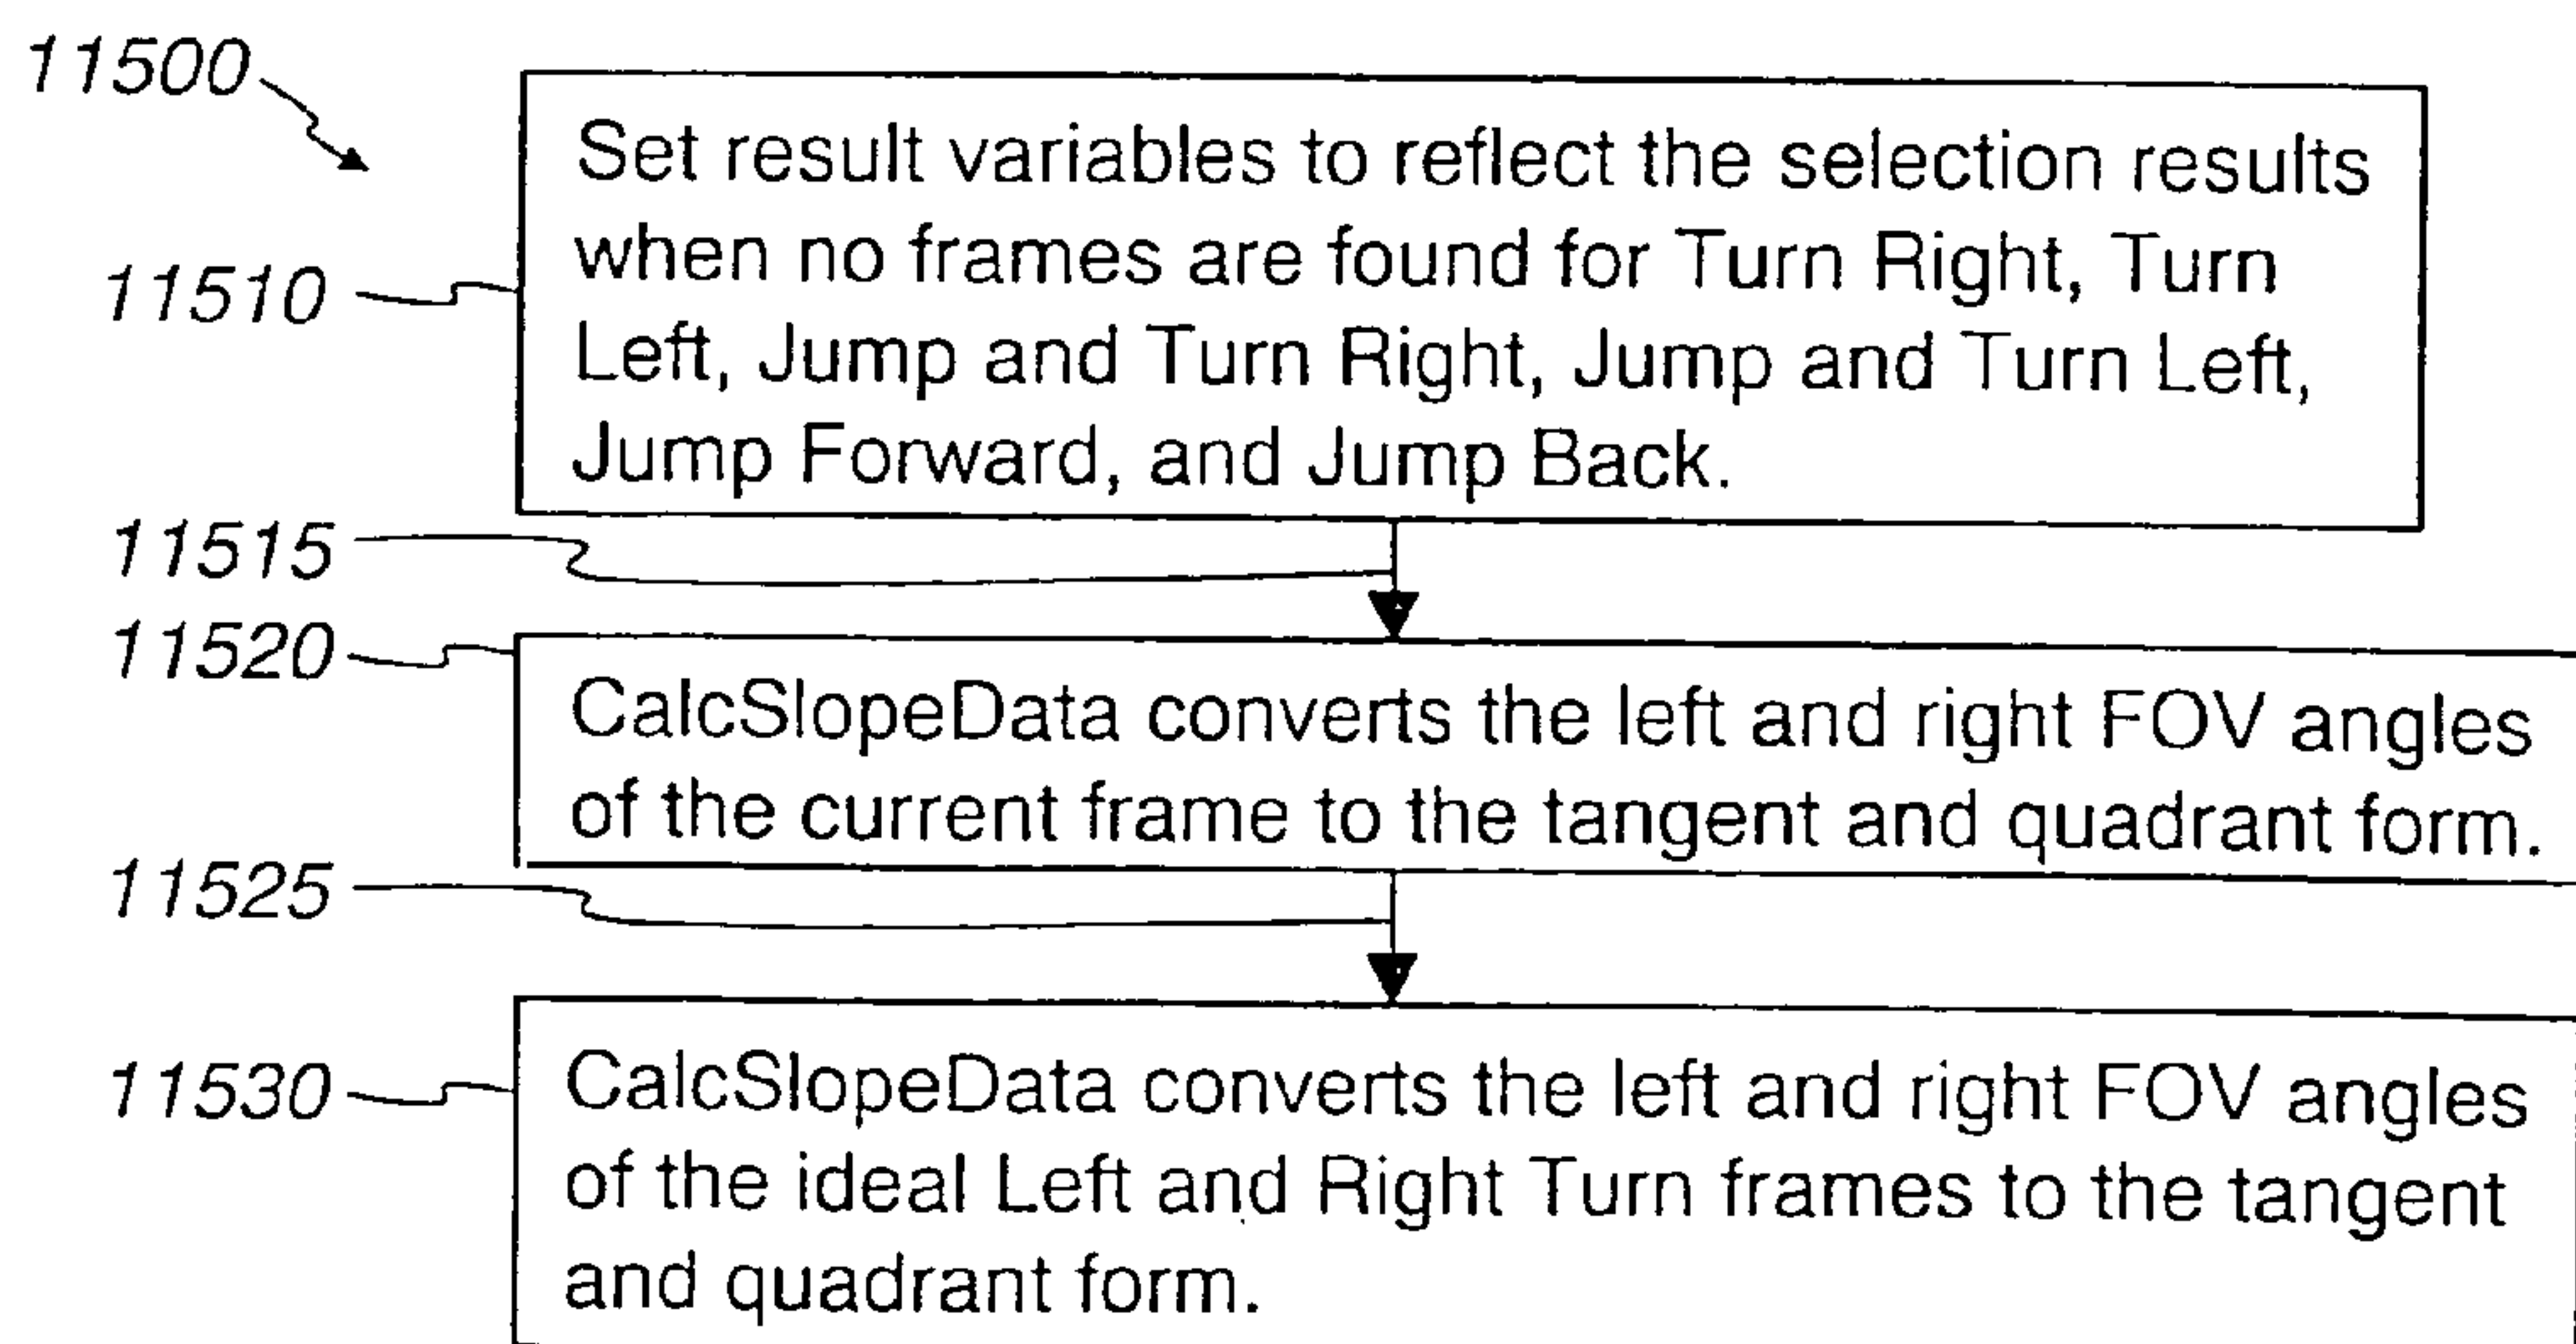 11500
Set result variables to reflect the selection results
when no frames are found for Turn Right, Turn
Left, Jump and Turn Right, Jump and Turn Left,
Jump Forward, and Jump Back.
11510
11515
11520
CalcSlopeData converts the left and right FOV angles
of the current frame to the tangent and quadrant form.
11525
11530
CalcSlopeData converts the left and right FOV angles
of the ideal Left and Right Turn frames to the tangent
and quadrant form.